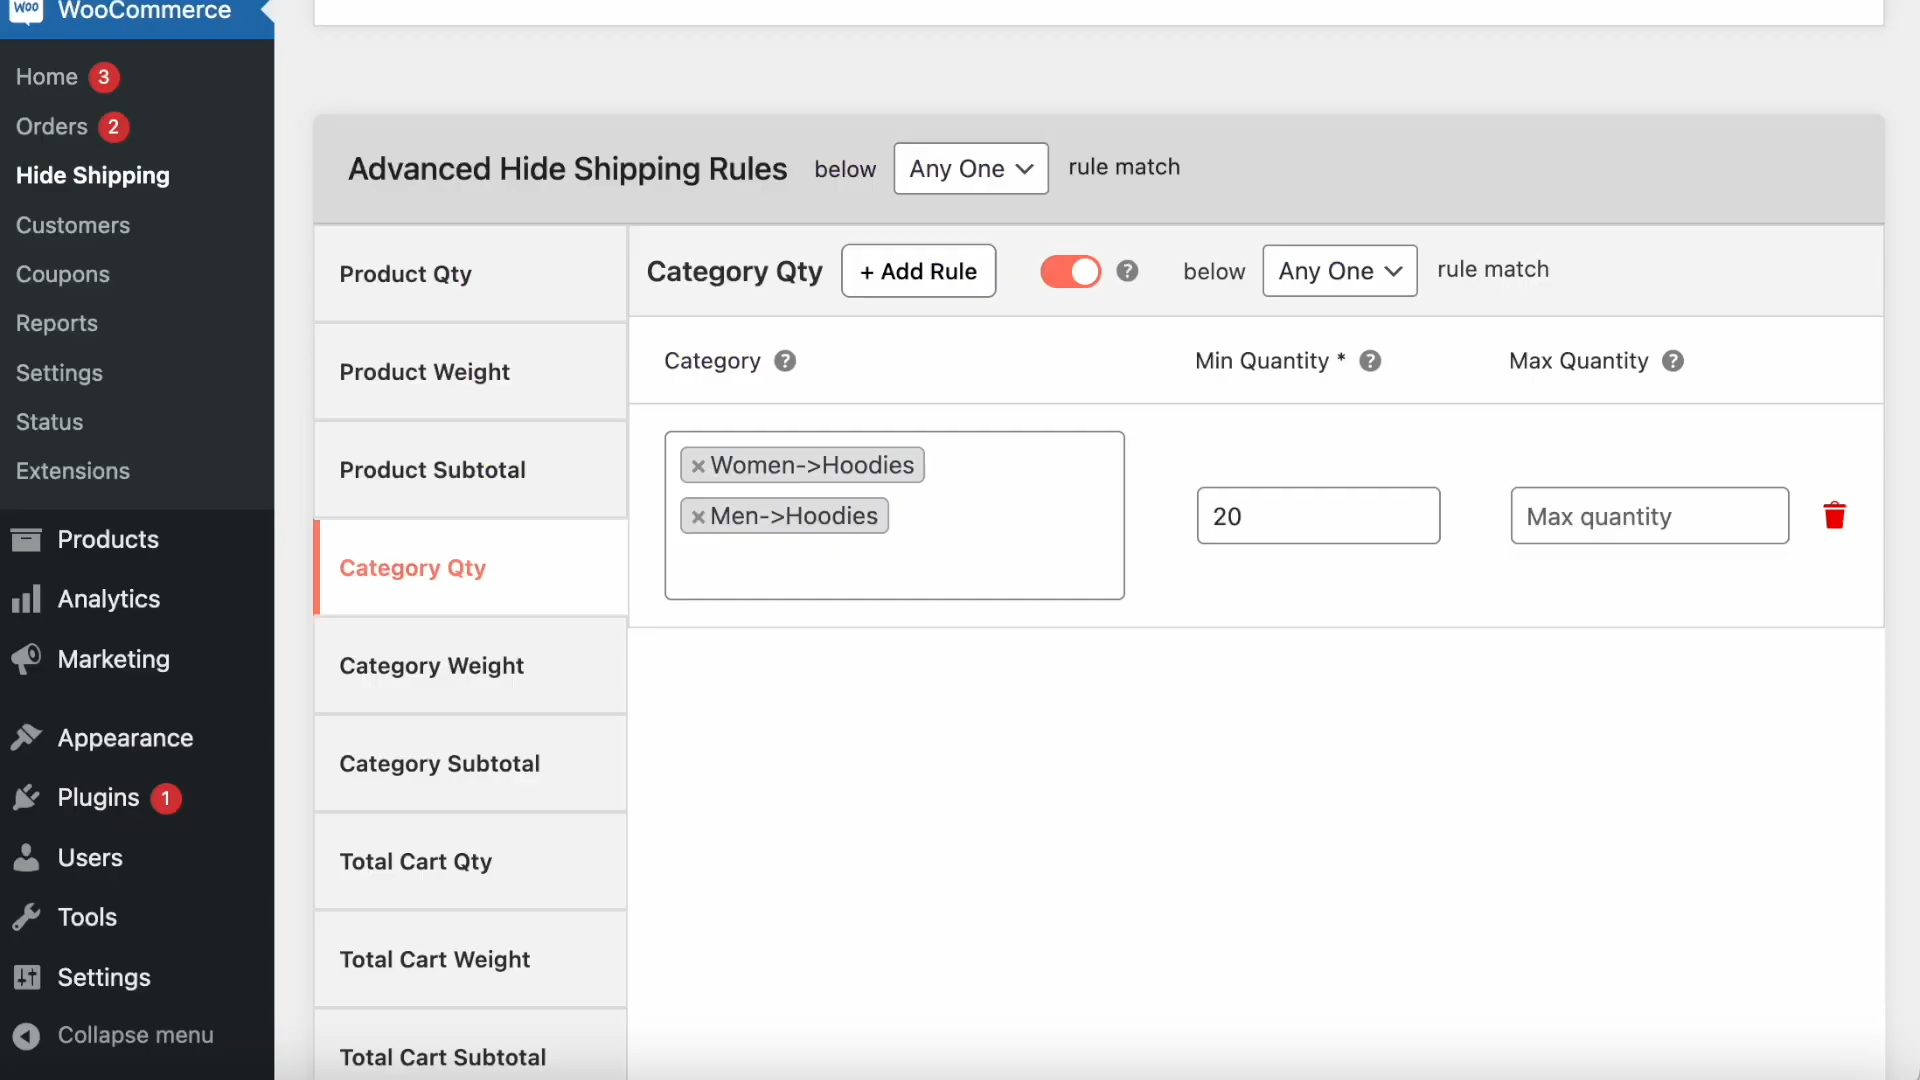 WOO WooCommerce
Home 3
Orders 2
Hide Shipping
Customers
Coupons
Reports
Settings
Status
Extensions
Products
Analytics
Marketing
Appearance
Plugins 1
Users
Tools
Settings
Collapse menu
Advanced Hide Shipping Rules below Any One rule match
Product Qty
Product Weight
Product Subtotal
Category Qty
Category Weight
Category Subtotal
Total Cart Qty
Total Cart Weight
Total Cart Subtotal
Category Qty + Add Rule ? below Any One rule match
Category ? Min Quantity * ? Max Quantity ?
×Women->Hoodies
×Men->Hoodies
20 Max quantity